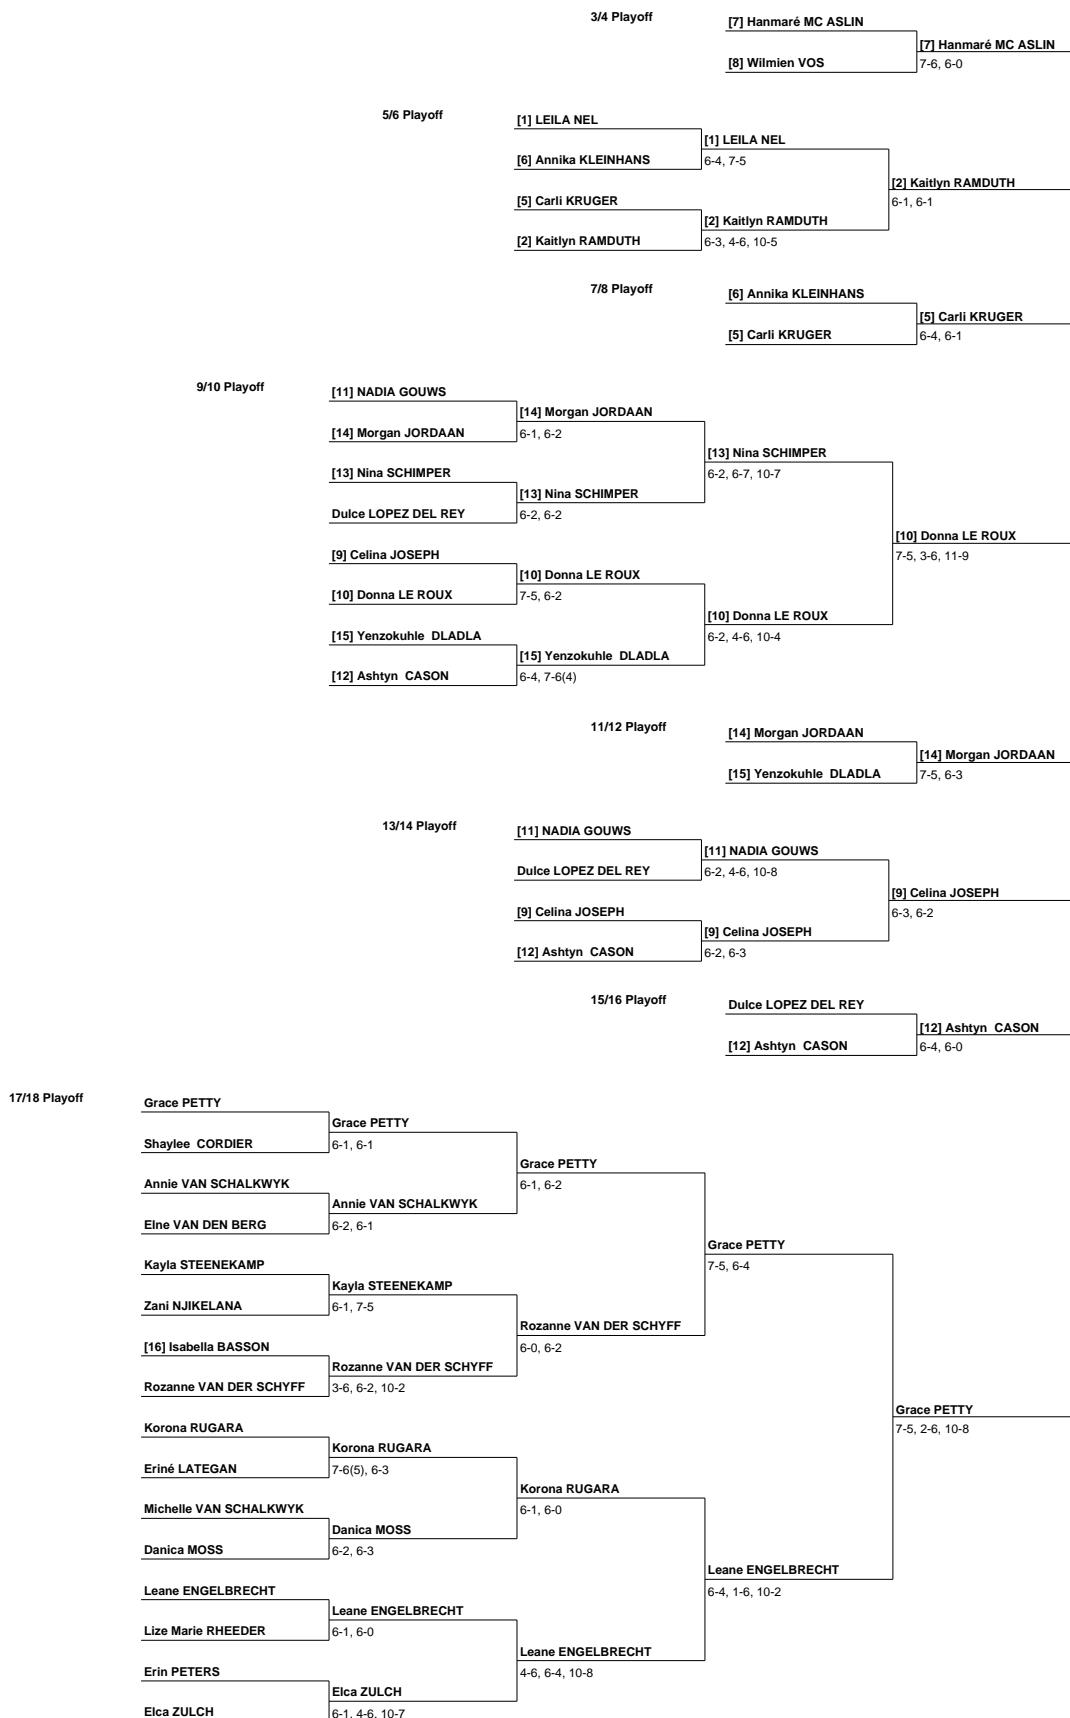 3/4 Playoff
[7] Hanmaré MC ASLIN
[7] Hanmaré MC ASLIN
[8] Wilmien VOS
7-6, 6-0
5/6 Playoff
[1] LEILA NEL
[1] LEILA NEL
[6] Annika KLEINHANS
6-4, 7-5
[2] Kaitlyn RAMDUTH
[5] Carli KRUGER
6-1, 6-1
[2] Kaitlyn RAMDUTH
[2] Kaitlyn RAMDUTH
6-3, 4-6, 10-5
7/8 Playoff
[6] Annika KLEINHANS
[5] Carli KRUGER
[5] Carli KRUGER
6-4, 6-1
9/10 Playoff
[11] NADIA GOUWS
[14] Morgan JORDAAN
[14] Morgan JORDAAN
6-1, 6-2
[13] Nina SCHIMPER
[13] Nina SCHIMPER
6-2, 6-7, 10-7
[13] Nina SCHIMPER
Dulce LOPEZ DEL REY
6-2, 6-2
[10] Donna LE ROUX
[9] Celina JOSEPH
7-5, 3-6, 11-9
[10] Donna LE ROUX
[10] Donna LE ROUX
7-5, 6-2
[10] Donna LE ROUX
[15] Yenzokuhle DLADLA
6-2, 4-6, 10-4
[15] Yenzokuhle DLADLA
[12] Ashtyn CASON
6-4, 7-6(4)
11/12 Playoff
[14] Morgan JORDAAN
[14] Morgan JORDAAN
[15] Yenzokuhle DLADLA
7-5, 6-3
13/14 Playoff
[11] NADIA GOUWS
[11] NADIA GOUWS
Dulce LOPEZ DEL REY
6-2, 4-6, 10-8
[9] Celina JOSEPH
[9] Celina JOSEPH
6-3, 6-2
[9] Celina JOSEPH
[12] Ashtyn CASON
6-2, 6-3
15/16 Playoff
Dulce LOPEZ DEL REY
[12] Ashtyn CASON
[12] Ashtyn CASON
6-4, 6-0
17/18 Playoff
Grace PETTY
Grace PETTY
Shaylee CORDIER
6-1, 6-1
Grace PETTY
Annie VAN SCHALKWYK
6-1, 6-2
Annie VAN SCHALKWYK
Elne VAN DEN BERG
6-2, 6-1
Grace PETTY
Kayla STEENEKAMP
7-5, 6-4
Kayla STEENEKAMP
Zani NJIKELANA
6-1, 7-5
Rozanne VAN DER SCHYFF
[16] Isabella BASSON
6-0, 6-2
Rozanne VAN DER SCHYFF
Rozanne VAN DER SCHYFF
3-6, 6-2, 10-2
Grace PETTY
Korona RUGARA
7-5, 2-6, 10-8
Korona RUGARA
Eriné LATEGAN
7-6(5), 6-3
Korona RUGARA
Michelle VAN SCHALKWYK
6-1, 6-0
Danica MOSS
Danica MOSS
6-2, 6-3
Leane ENGELBRECHT
Leane ENGELBRECHT
6-4, 1-6, 10-2
Leane ENGELBRECHT
Lize Marie RHEEDER
6-1, 6-0
Leane ENGELBRECHT
Erin PETERS
4-6, 6-4, 10-8
Elca ZULCH
Elca ZULCH
6-1, 4-6, 10-7